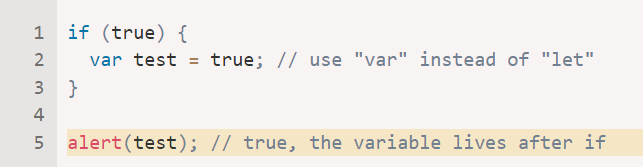 1 if (true) {
2   var test = true; // use "var" instead of "let"
3 }
4
5 alert(test); // true, the variable lives after if